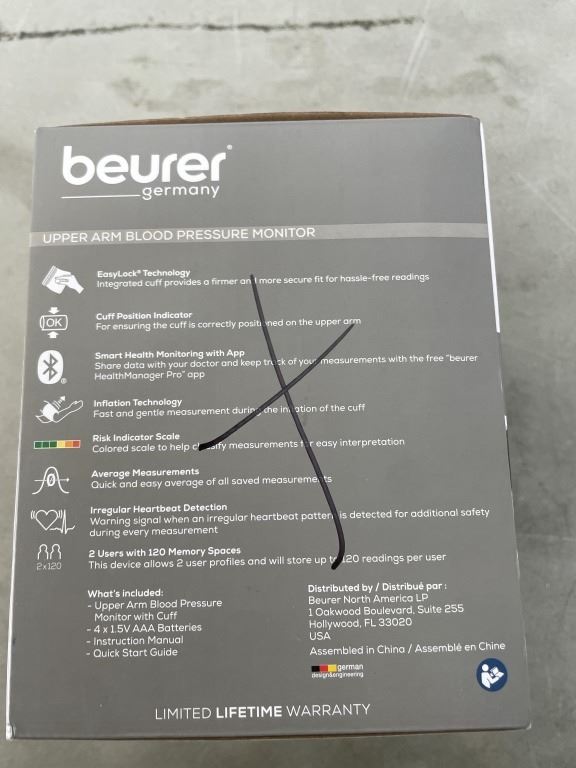 beurer®
germany
UPPER ARM BLOOD PRESSURE MONITOR
EasyLock® Technology
Integrated cuff provides a firmer and more secure fit for hassle-free readings
OK
Cuff Position Indicator
For ensuring the cuff is correctly positioned on the upper arm
Smart Health Monitoring with App
Share data with your doctor and keep track of your measurements with the free "beurer
HealthManager Pro" app
Inflation Technology
Fast and gentle measurement during the inflation of the cuff
Risk Indicator Scale
Colored scale to help classify measurements for easy interpretation
Average Measurements
Quick and easy average of all saved measurements
Irregular Heartbeat Detection
Warning signal when an irregular heartbeat pattern is detected for additional safety
during every measurement
2 Users with 120 Memory Spaces
2x120
This device allows 2 user profiles and will store up to 120 readings per user
What's included:
- Upper Arm Blood Pressure
Monitor with Cuff
- 4 x 1.5V AAA Batteries
- Instruction Manual
- Quick Start Guide
Distributed by / Distribué par :
Beurer North America LP
1 Oakwood Boulevard, Suite 255
Hollywood, FL 33020
USA
Assembled in China / Assemblé en Chine
german
design&engineering
LIMITED LIFETIME WARRANTY